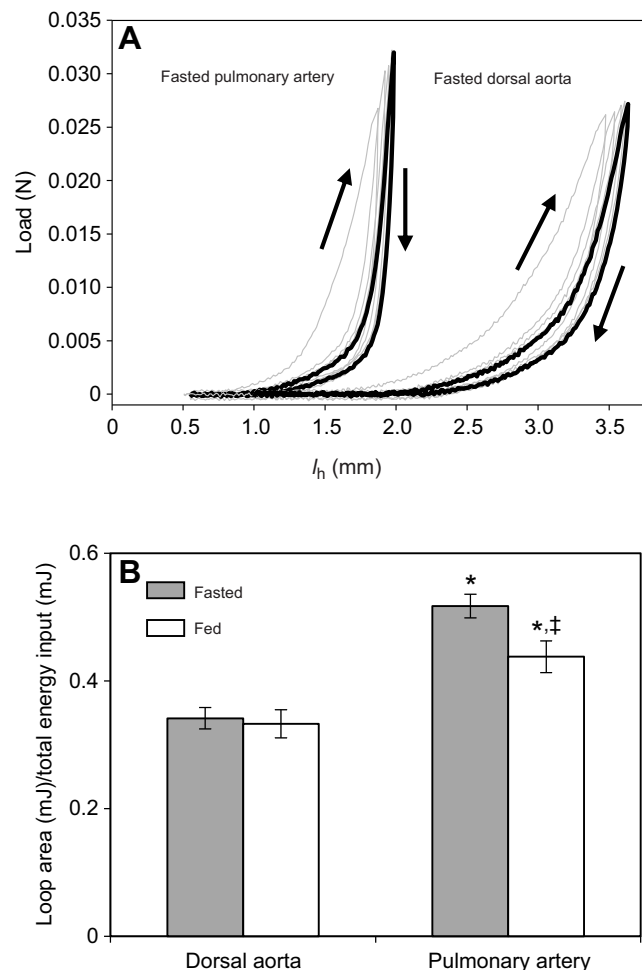 A
Fasted pulmonary artery
Fasted dorsal aorta
Load (N)
0.035
0.030
0.025
0.020
0.015
0.010
0.005
0
0 0.5 1.0 1.5 2.0 2.5 3.0 3.5
lh (mm)
B
Fasted
Fed
*
*,‡
Loop area (mJ)/total energy input (mJ)
0.6
0.4
0.2
0
Dorsal aorta Pulmonary artery